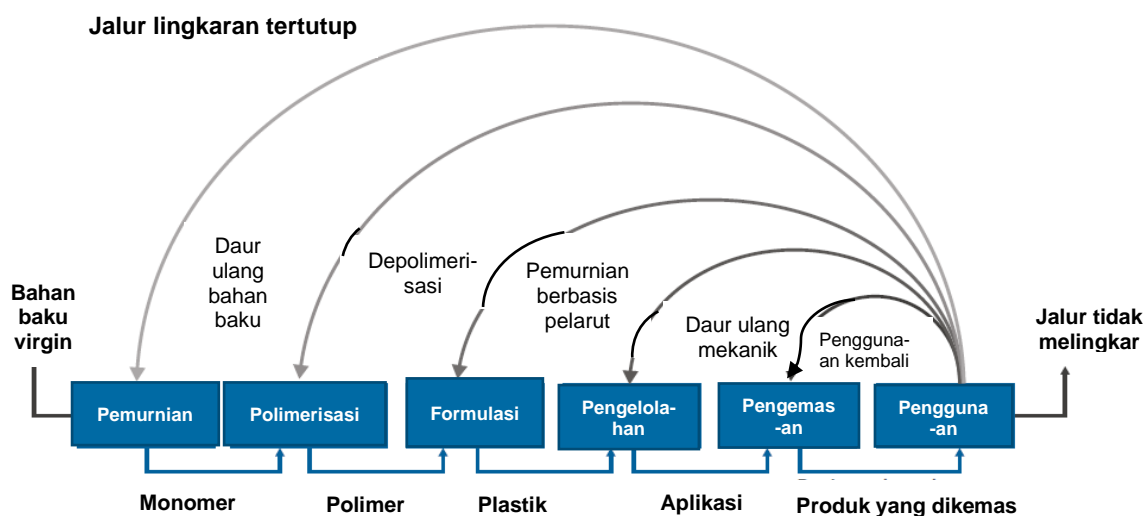 Jalur lingkaran tertutup
Daur
ulang
bahan
baku
Depolimeri-
sasi
Pemurnian
berbasis
pelarut
Daur ulang
mekanik
Pengguna-
an kembali
Bahan
baku
virgin
Jalur tidak
melingkar
Pemurnian
Polimerisasi
Formulasi
Pengelola-
han
Pengemas
-an
Pengguna
-an
Monomer
Polimer
Plastik
Aplikasi
Produk yang dikemas